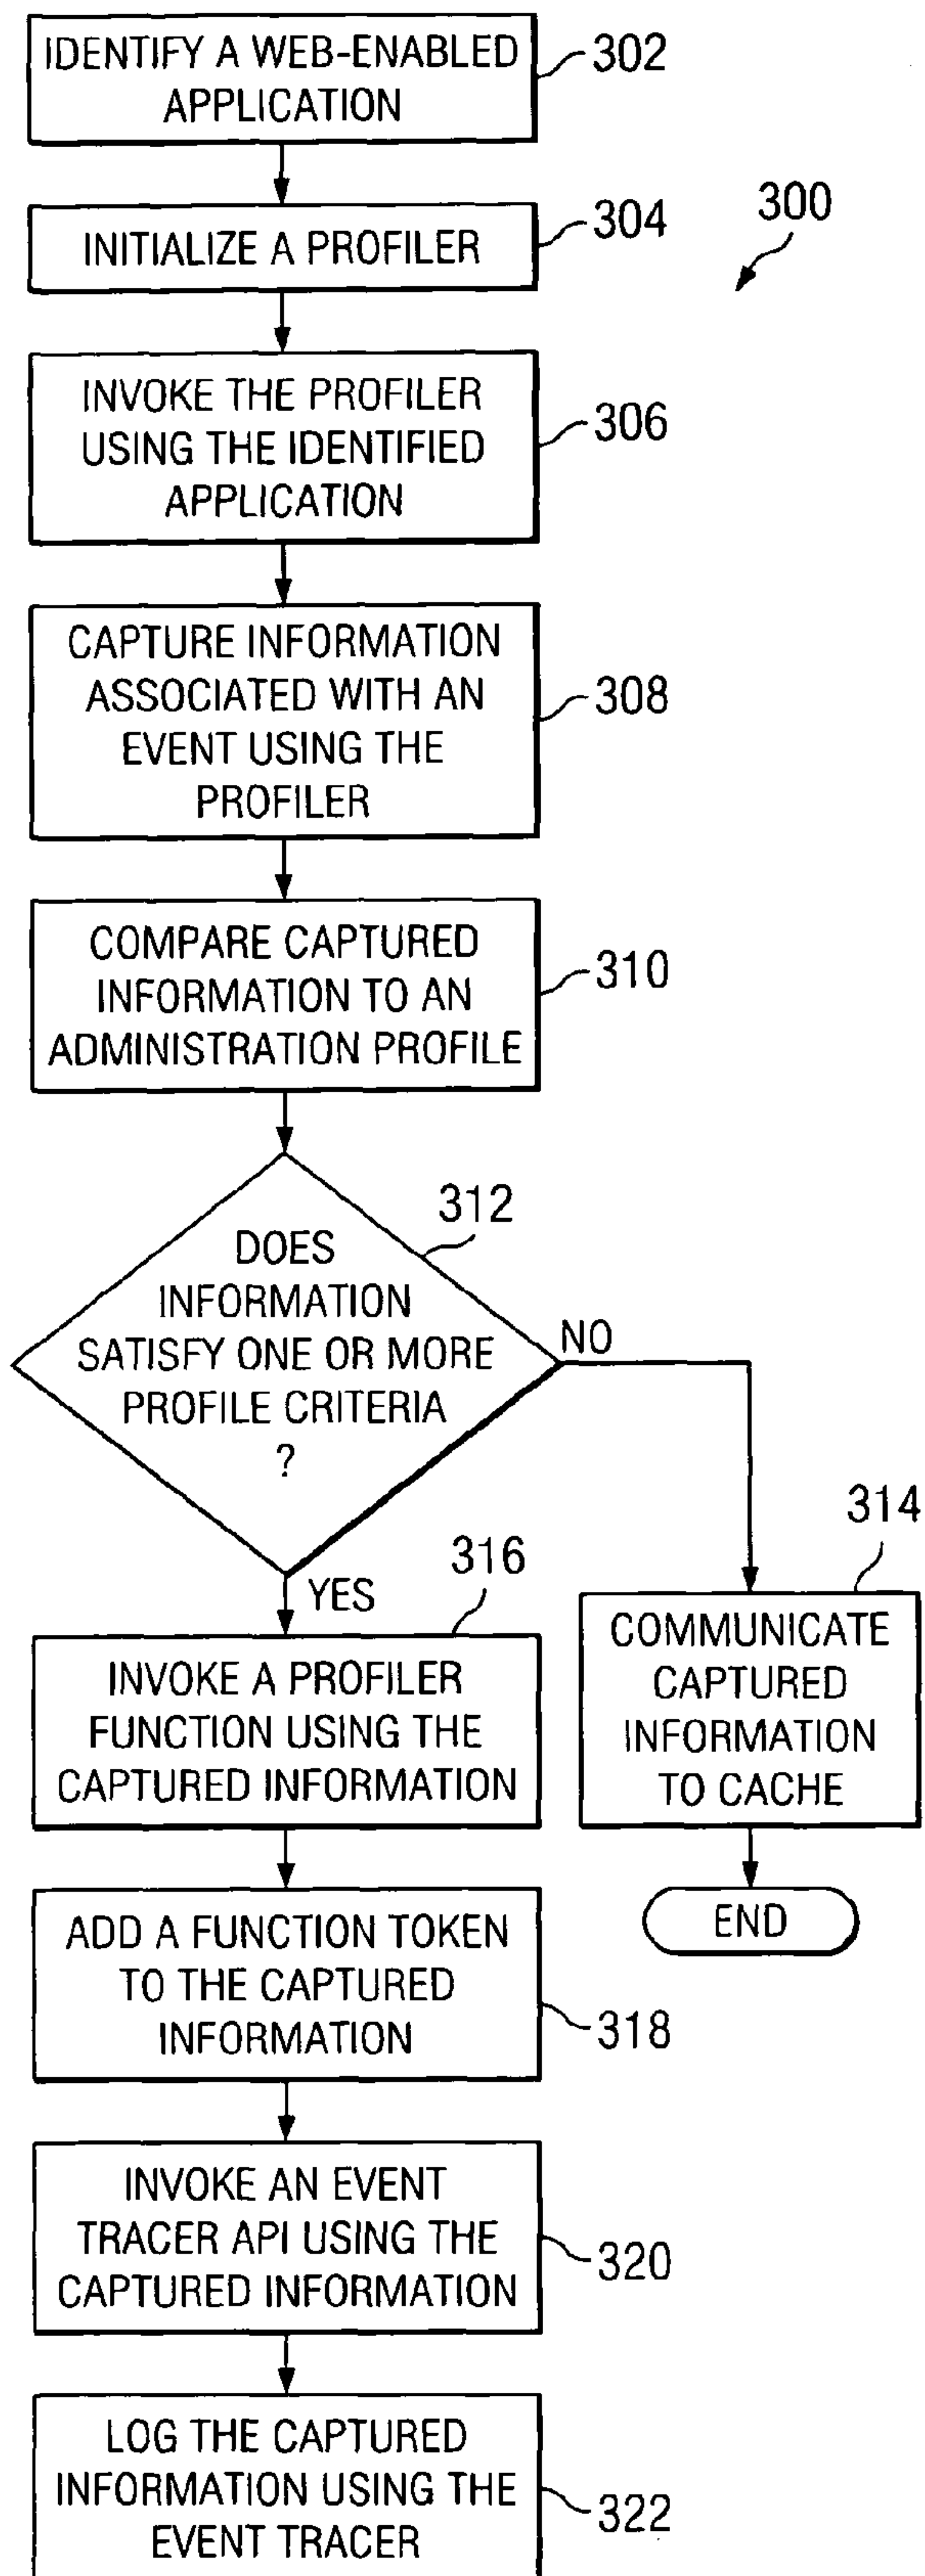 IDENTIFY A WEB-ENABLED
APPLICATION
302
INITIALIZE A PROFILER
304
300
INVOKE THE PROFILER
USING THE IDENTIFIED
APPLICATION
306
CAPTURE INFORMATION
ASSOCIATED WITH AN
EVENT USING THE
PROFILER
308
COMPARE CAPTURED
INFORMATION TO AN
ADMINISTRATION PROFILE
310
312
DOES
INFORMATION
SATISFY ONE OR MORE
PROFILE CRITERIA
?
NO
YES
314
COMMUNICATE
CAPTURED
INFORMATION
TO CACHE
END
316
INVOKE A PROFILER
FUNCTION USING THE
CAPTURED INFORMATION
ADD A FUNCTION TOKEN
TO THE CAPTURED
INFORMATION
318
INVOKE AN EVENT
TRACER API USING THE
CAPTURED INFORMATION
320
LOG THE CAPTURED
INFORMATION USING THE
EVENT TRACER
322